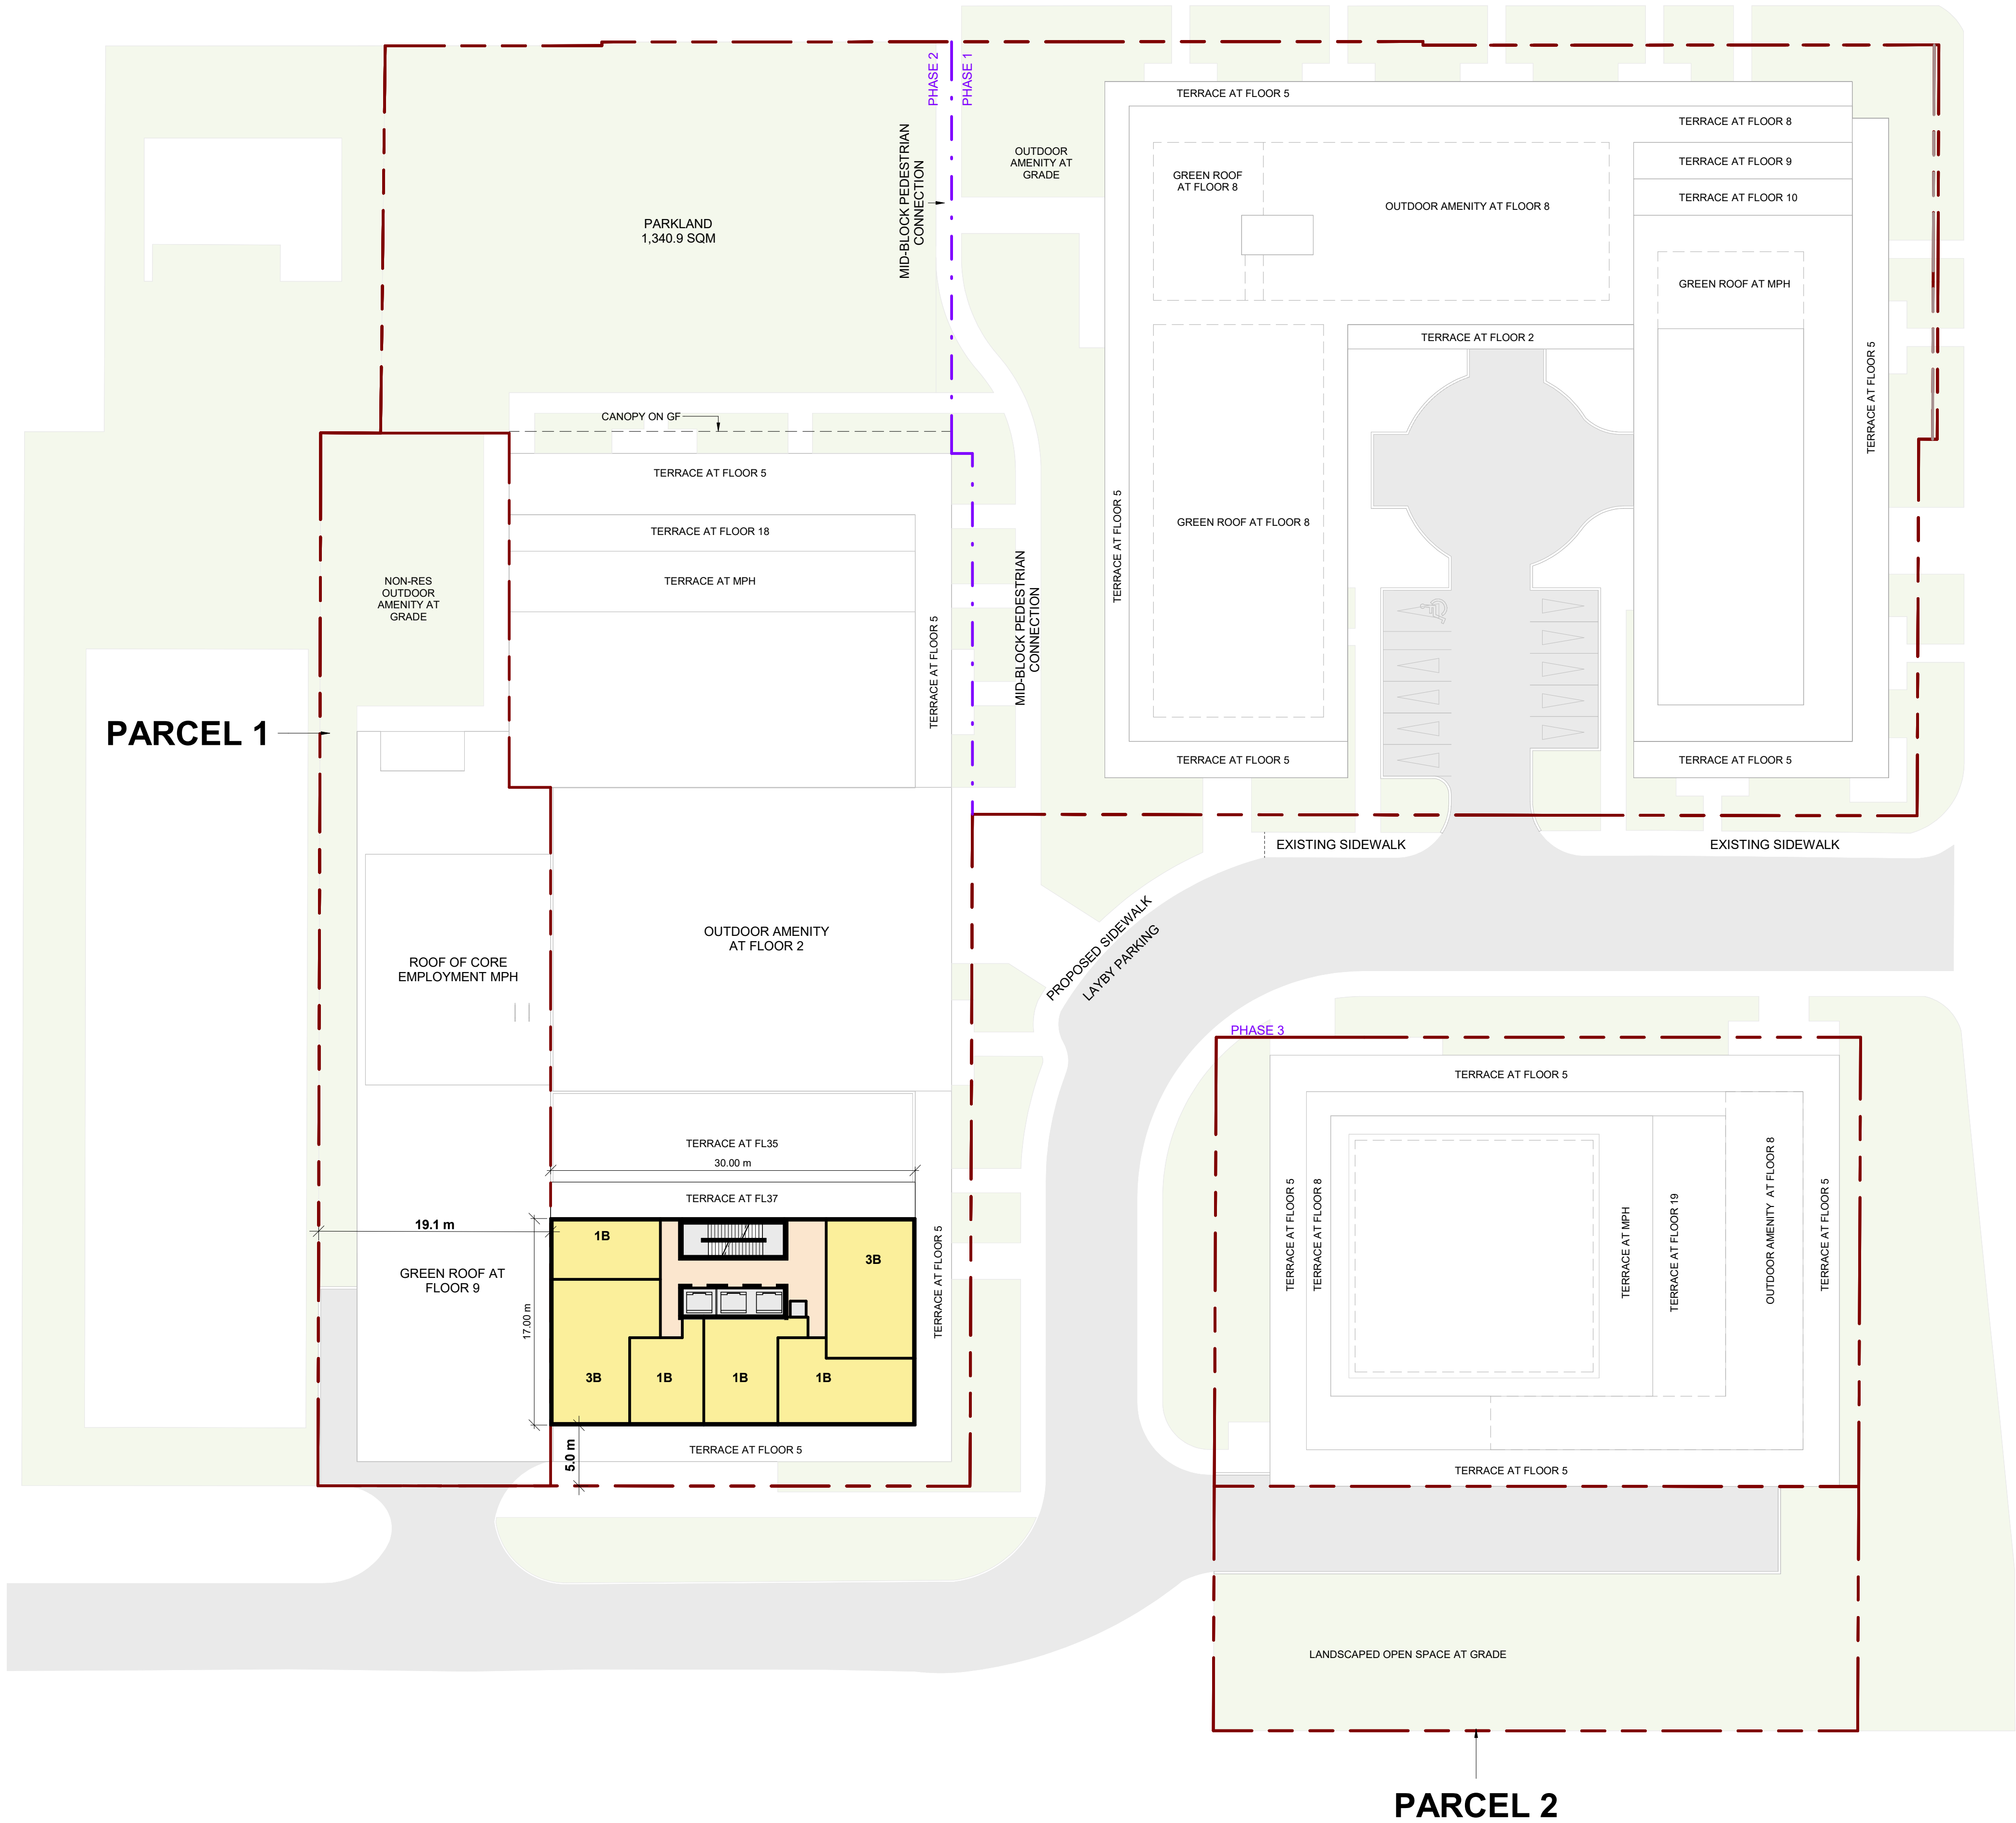 PHASE 2
PHASE 1
MID-BLOCK PEDESTRIAN
CONNECTION
OUTDOOR
AMENITY AT
GRADE
PARKLAND
1,340.9 SQM
TERRACE AT FLOOR 5
TERRACE AT FLOOR 8
TERRACE AT FLOOR 9
TERRACE AT FLOOR 10
GREEN ROOF
AT FLOOR 8
OUTDOOR AMENITY AT FLOOR 8
GREEN ROOF AT MPH
TERRACE AT FLOOR 2
TERRACE AT FLOOR 5
TERRACE AT FLOOR 5
GREEN ROOF AT FLOOR 8
TERRACE AT FLOOR 5
TERRACE AT FLOOR 5
CANOPY ON GF
TERRACE AT FLOOR 5
TERRACE AT FLOOR 18
TERRACE AT MPH
NON-RES
OUTDOOR
AMENITY AT
GRADE
TERRACE AT FLOOR 5
MID-BLOCK PEDESTRIAN
CONNECTION
PARCEL 1
EXISTING SIDEWALK
EXISTING SIDEWALK
OUTDOOR AMENITY
AT FLOOR 2
ROOF OF CORE
EMPLOYMENT MPH
PROPOSED SIDEWALK
LAYBY PARKING
PHASE 3
TERRACE AT FLOOR 5
TERRACE AT FL35
30.00 m
TERRACE AT FL37
19.1 m
GREEN ROOF AT
FLOOR 9
17.00 m
1B
3B
3B
1B
1B
1B
TERRACE AT FLOOR 5
TERRACE AT FLOOR 5
5.0 m
TERRACE AT FLOOR 5
TERRACE AT FLOOR 8
TERRACE AT MPH
TERRACE AT FLOOR 19
OUTDOOR AMENITY AT FLOOR 8
TERRACE AT FLOOR 5
TERRACE AT FLOOR 5
LANDSCAPED OPEN SPACE AT GRADE
PARCEL 2